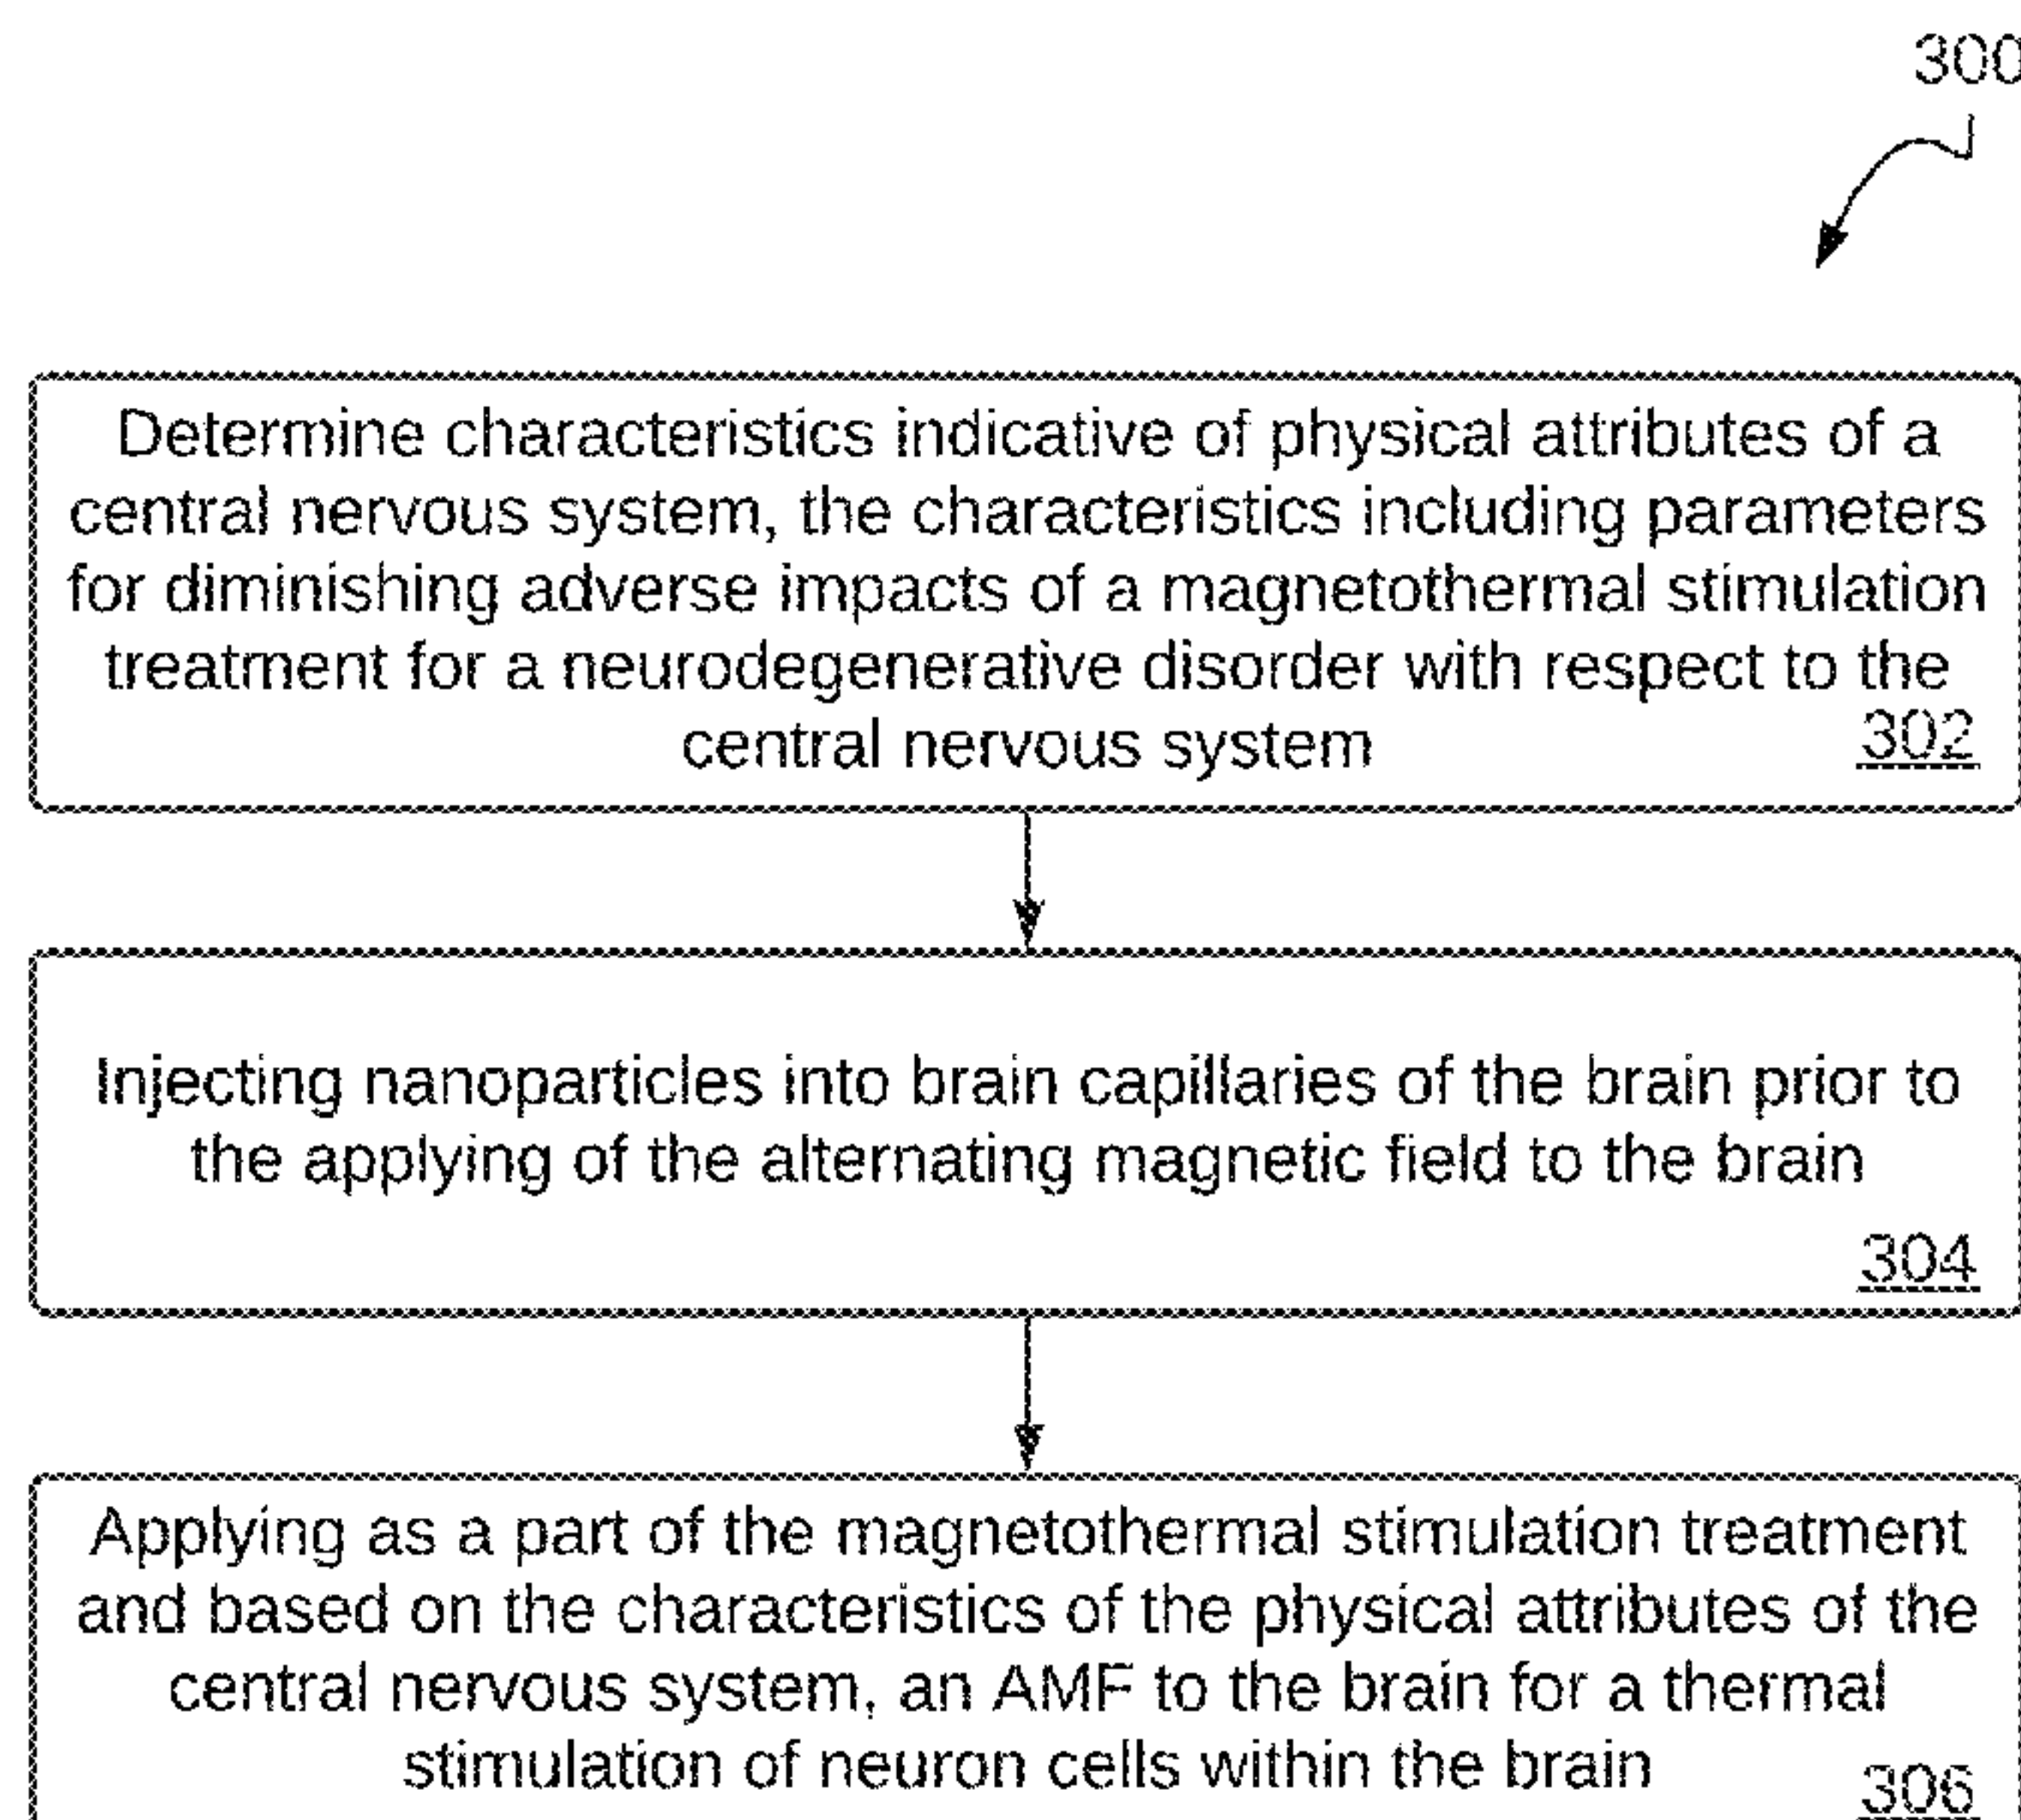 300
Determine characteristics indicative of physical attributes of a
central nervous system, the characteristics including parameters
for diminishing adverse impacts of a magnetothermal stimulation
treatment for a neurodegenerative disorder with respect to the
central nervous system
302
Injecting nanoparticles into brain capillaries of the brain prior to
the applying of the alternating magnetic field to the brain
304
Applying as a part of the magnetothermal stimulation treatment
and based on the characteristics of the physical attributes of the
central nervous system, an AMF to the brain for a thermal
stimulation of neuron cells within the brain
306